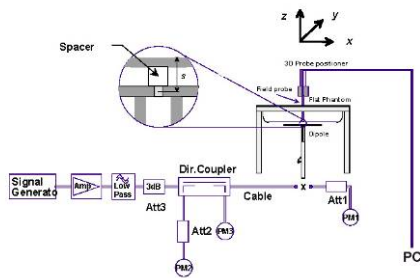 z
y
x
Spacer
s
3D Probe positioner
Field probe
Flat Phantom
Dipole
Signal
Generato
Amp
Low
Pass
3dB
Att3
Dir.Coupler
Cable
x
Att1
PM1
Att2
PM3
PM2
PC